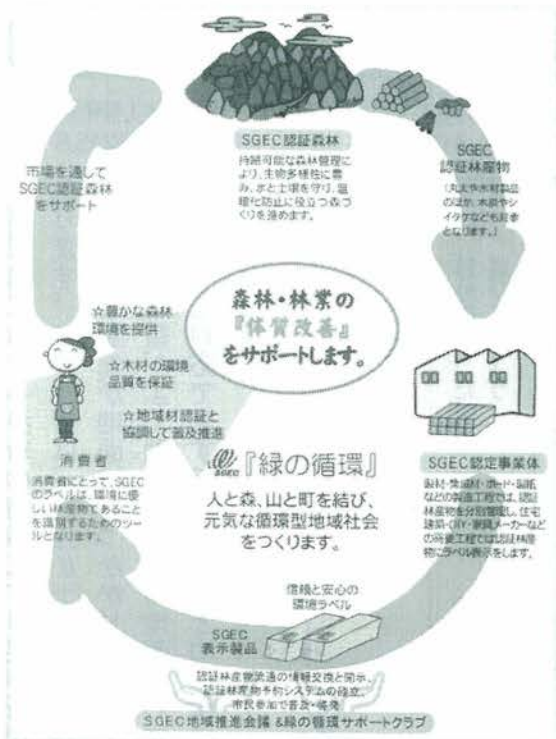 SGEC認証森林
持続可能な森林管理に
より、生物多様性に富
み、水と土壌を守り、温
暖化防止に役立つ森づ
くりを進めます。
SGEC
認証林産物
(丸太や木材製品
のほか、木炭やシ
イタケなども対象
となります。)
市場を通して
SGEC認証森林
をサポート
森林・林業の
『体質改善』
をサポートします。
☆豊かな森林
環境を提供
☆木材の環境
品質を保証
☆地域材認証と
協調して普及推進
消費者
消費者にとって、SGEC
のラベルは、環境に優
しい林産物であること
を識別するためのツー
ルとなります。
SGEC
『緑の循環』
人と森、山と町を結び、
元気な循環型地域社会
をつくります。
SGEC認定事業体
製材・集成材・ボード・製紙
などの製造工程では、認証
林産物を分別管理し、住宅
建築・DIY・家具メーカーなど
の工程では認証林産
物にラベル表示をします。
信頼と安心の
環境ラベル
SGEC
表示製品
認証林産物流通の情報交換と開示、
認証林産物予約システムの確立、
市民参加で普及・啓発
SGEC地域推進会議 &緑の循環サポートクラブ